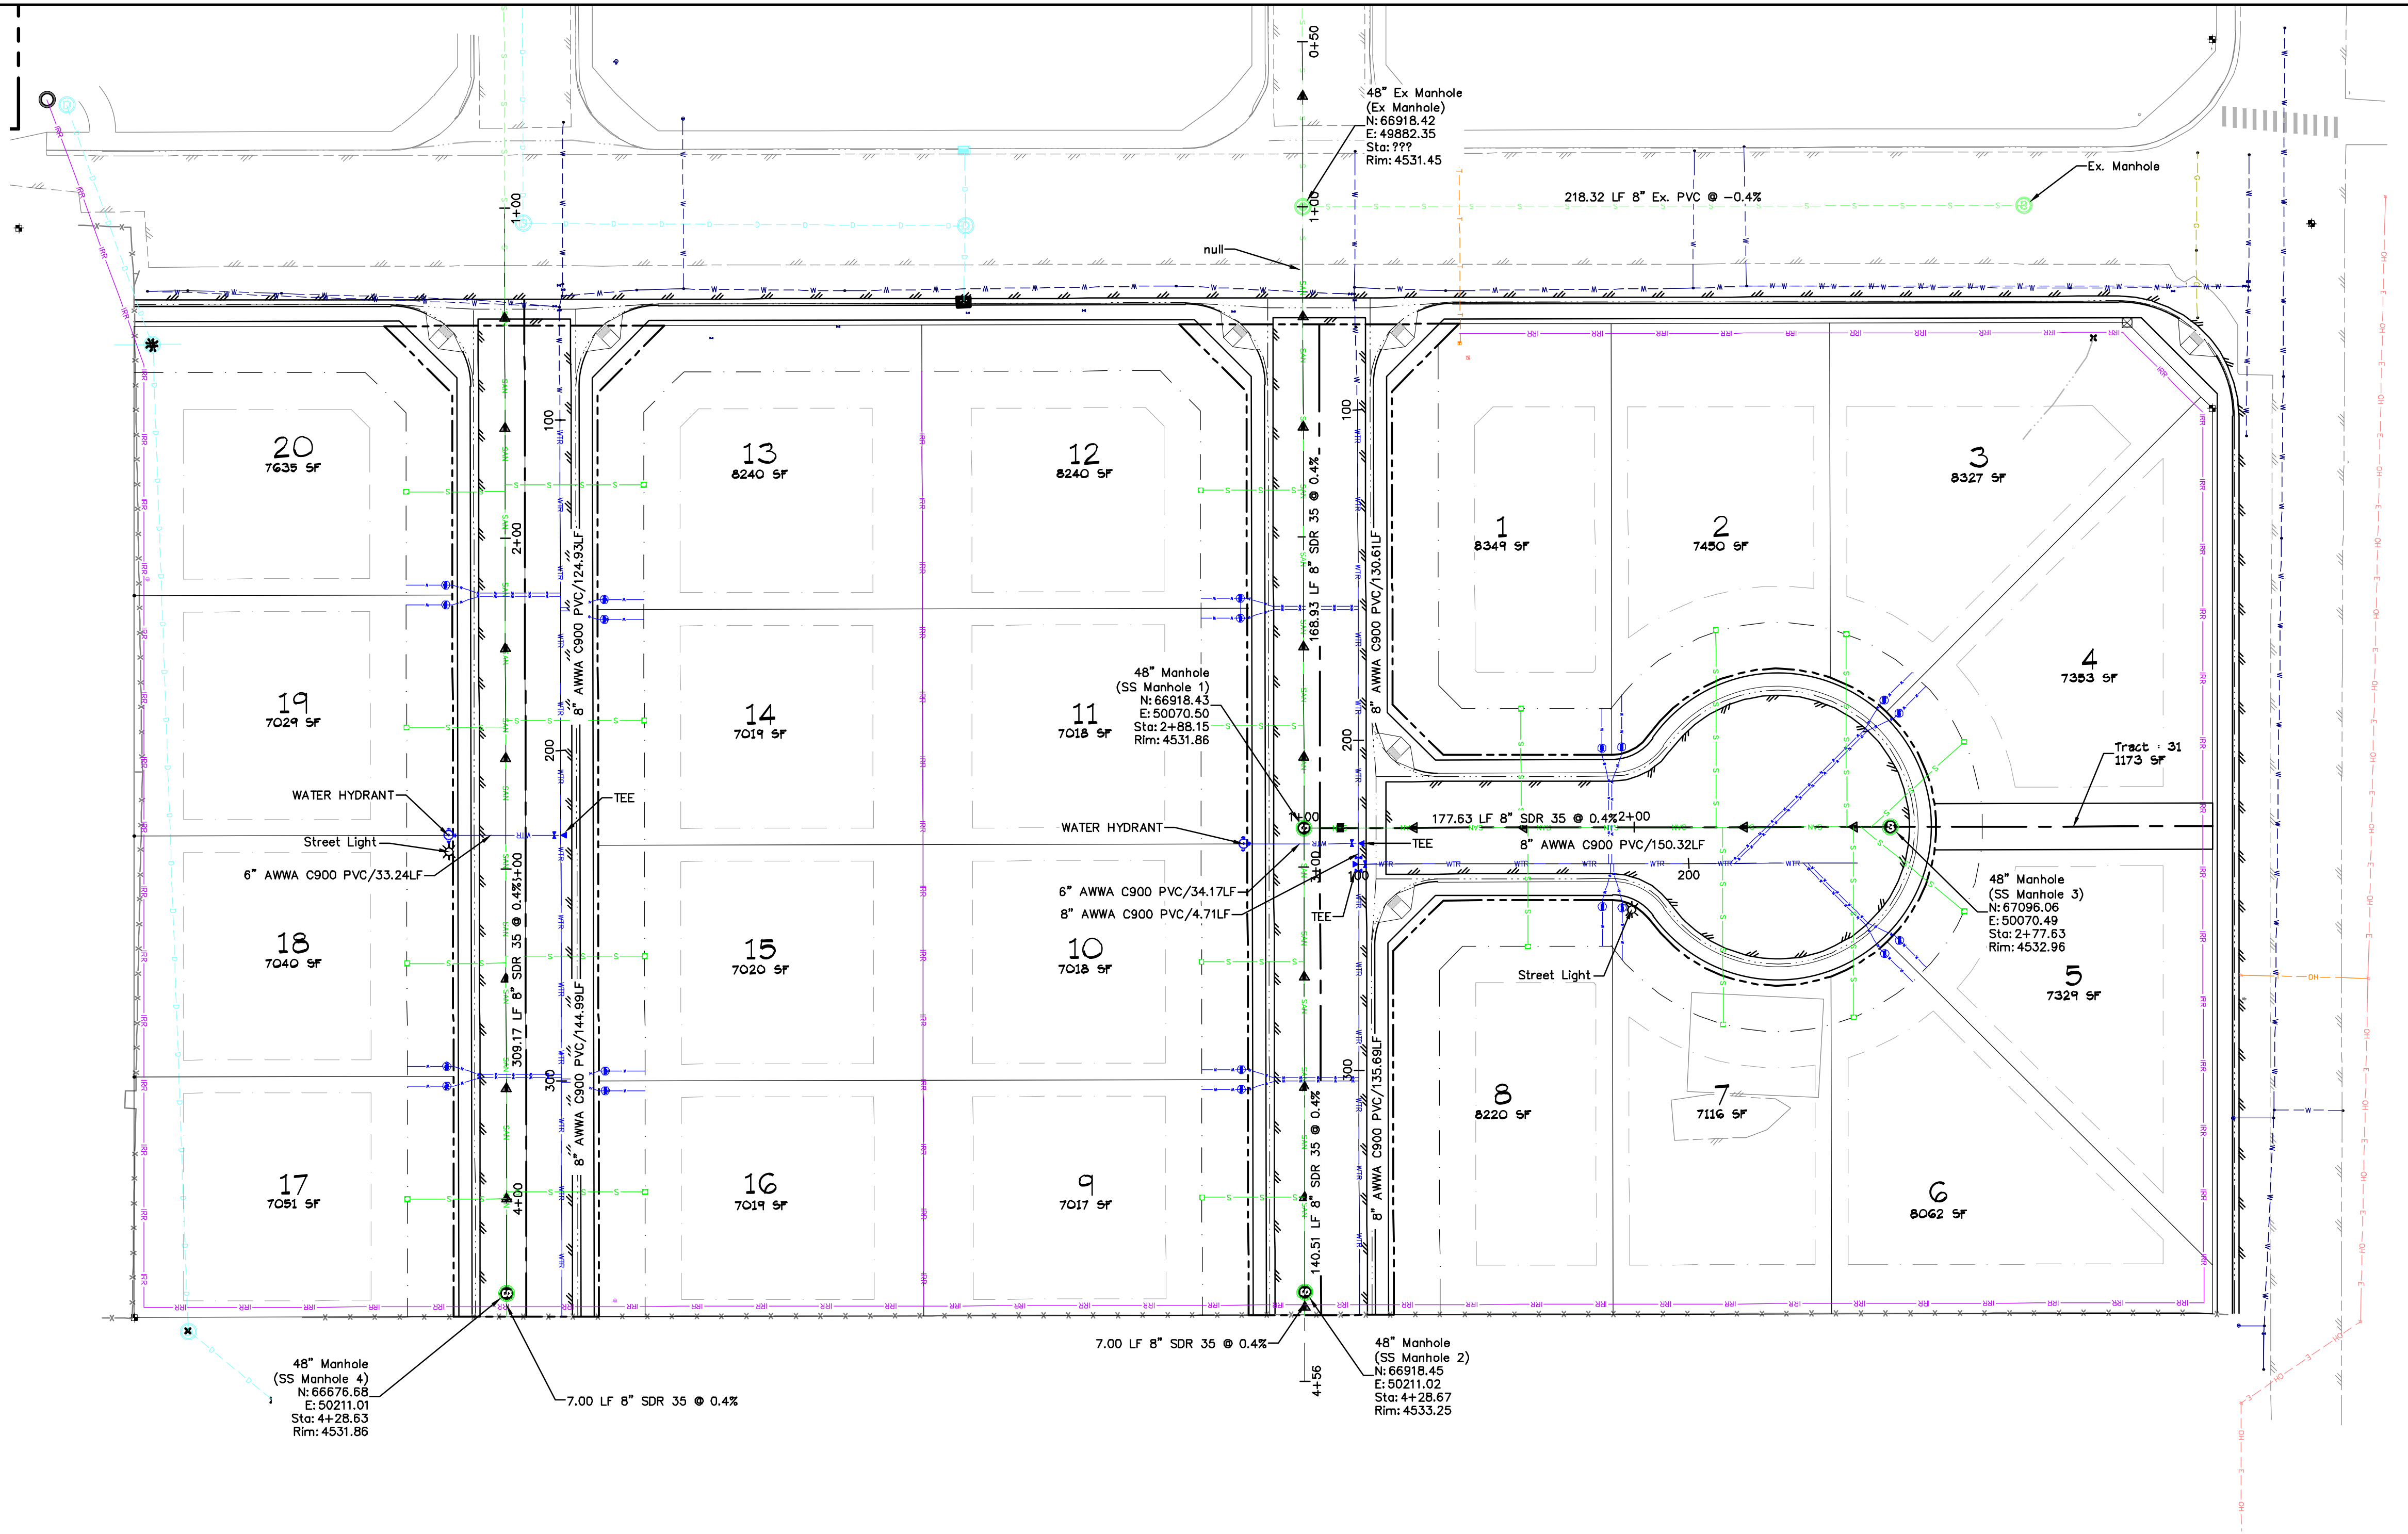 0+50
48" Ex Manhole
(Ex Manhole)
N: 66918.42
E: 49882.35
Sta: ???
Rim: 4531.45
Ex. Manhole
218.32 LF 8" Ex. PVC @ -0.4%
1+00
1+00
null
20
7635 SF
13
8240 SF
12
8240 SF
1
8349 SF
2
7450 SF
3
8327 SF
100
100
2+00
168.93 LF 8" SDR 35 @ 0.4%
8" AWWA C900 PVC/124.93LF
8" AWWA C900 PVC/130.61LF
19
7029 SF
14
7019 SF
11
7018 SF
4
7353 SF
48" Manhole
(SS Manhole 1)
N: 66918.43
E: 50070.50
Sta: 2+88.15
Rim: 4531.86
200
200
Tract : 31
1173 SF
WATER HYDRANT
TEE
Street Light
6" AWWA C900 PVC/33.24LF
WATER HYDRANT
TEE
1+00
177.63 LF 8" SDR 35 @ 0.4%
2+00
8" AWWA C900 PVC/150.32LF
3+00
3+00
100
200
6" AWWA C900 PVC/34.17LF
8" AWWA C900 PVC/4.71LF
TEE
48" Manhole
(SS Manhole 3)
N: 67096.06
E: 50070.49
Sta: 2+77.63
Rim: 4532.96
Street Light
18
7040 SF
15
7020 SF
10
7018 SF
5
7329 SF
309.17 LF 8" SDR 35 @ 0.4%
8" AWWA C900 PVC/144.99LF
8" AWWA C900 PVC/135.69LF
140.51 LF 8" SDR 35 @ 0.4%
300
300
17
7051 SF
16
7019 SF
9
7017 SF
8
8220 SF
7
7116 SF
6
8062 SF
4+00
48" Manhole
(SS Manhole 4)
N: 66676.68
E: 50211.01
Sta: 4+28.63
Rim: 4531.86
7.00 LF 8" SDR 35 @ 0.4%
7.00 LF 8" SDR 35 @ 0.4%
48" Manhole
(SS Manhole 2)
N: 66918.45
E: 50211.02
Sta: 4+28.67
Rim: 4533.25
4+56